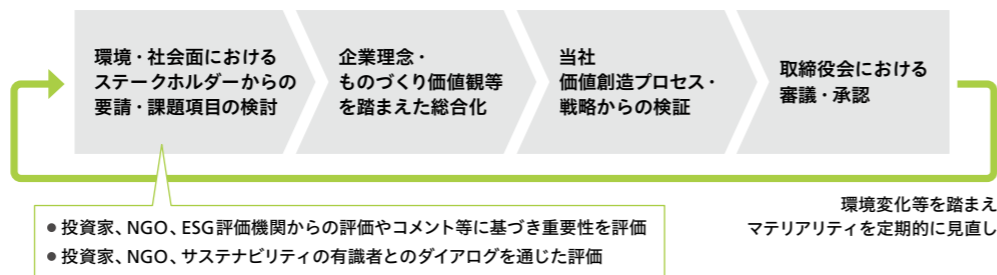 環境・社会面における
ステークホルダーからの
要請・課題項目の検討
企業理念・
ものづくり価値観等
を踏まえた総合化
当社
価値創造プロセス・
戦略からの検証
取締役会における
審議・承認
● 投資家、NGO、ESG評価機関からの評価やコメント等に基づき重要性を評価
● 投資家、NGO、サステナビリティの有識者とのダイアログを通じた評価
環境変化等を踏まえ
マテリアリティを定期的に見直し